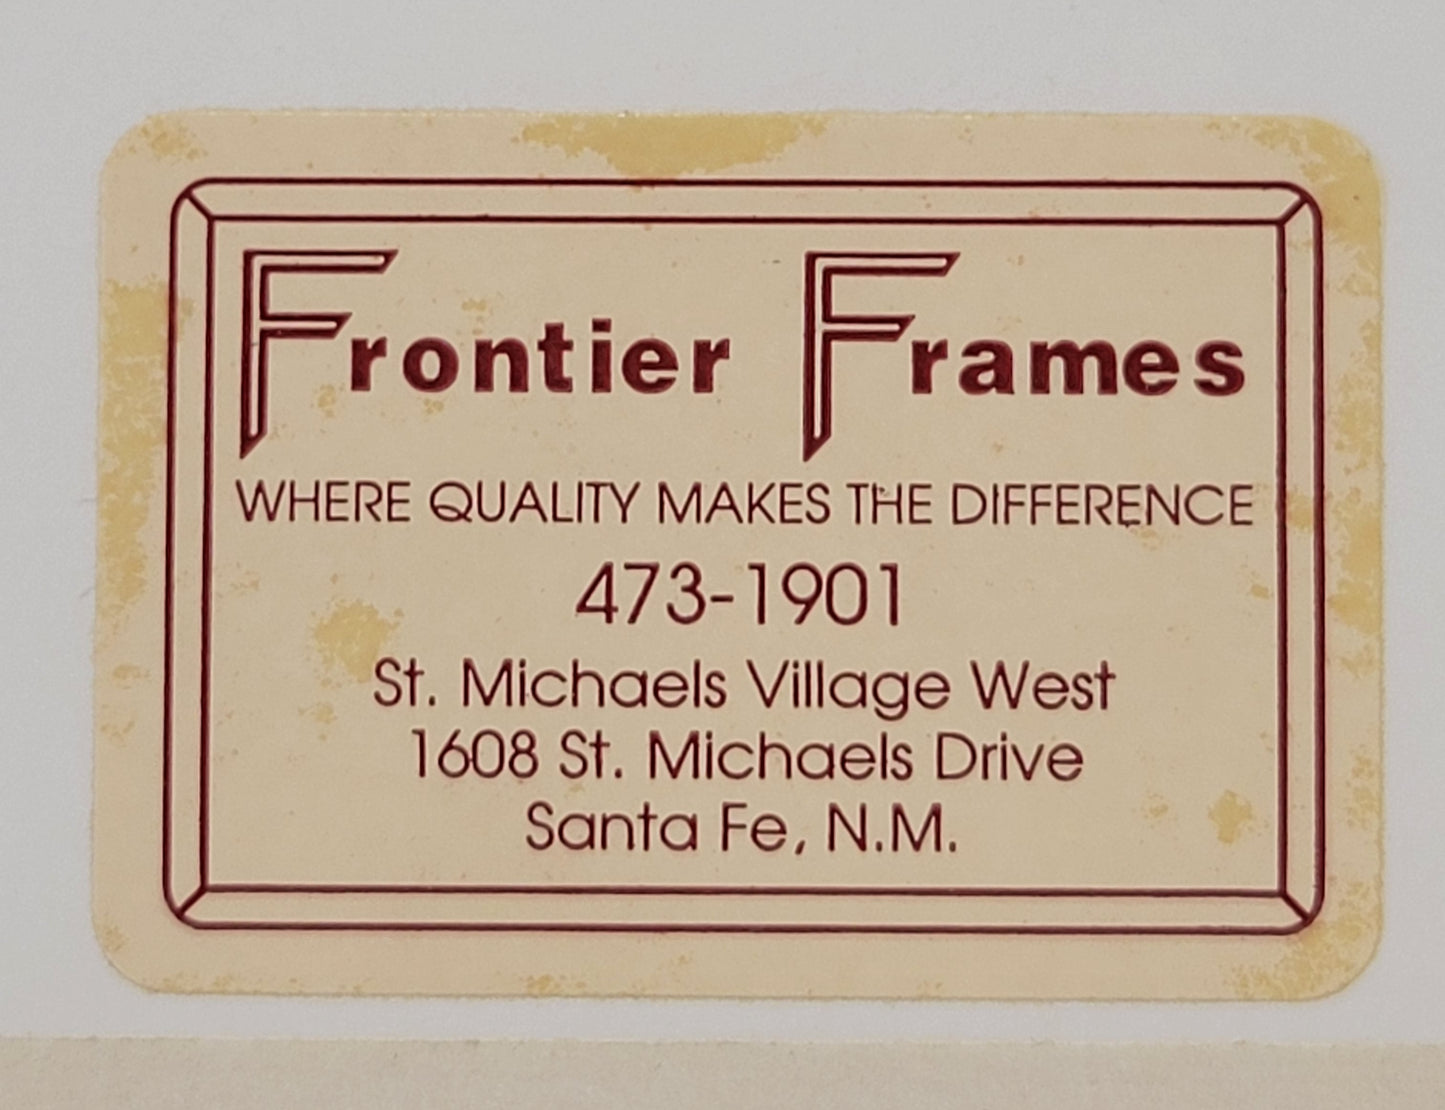 Frontier Frames
WHERE QUALITY MAKES THE DIFFERENCE
473-1901
St. Michaels Village West
1608 St. Michaels Drive
Santa Fe, N.M.